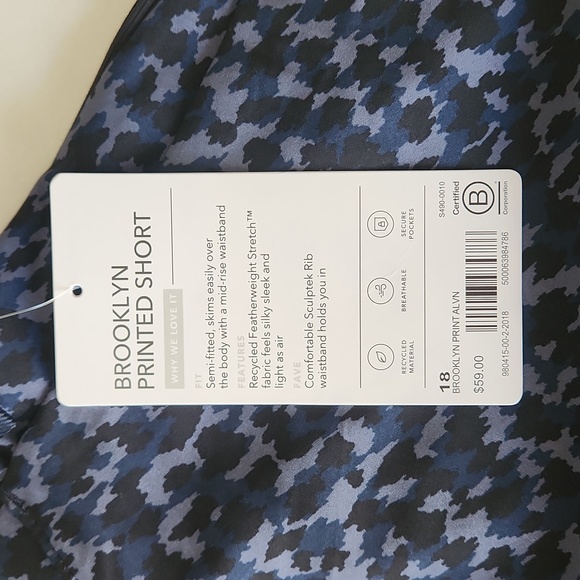 BROOKLYN
PRINTED SHORT
WHY WE LOVE IT
FIT
Semi-fitted, skims easily over
the body with a mid-rise waistband
FEATURES
Recycled Featherweight Stretch™
fabric feels silky sleek and
light as air
FAVE
Comfortable Sculptek Rib
waistband holds you in
RECYCLED
MATERIAL
BREATHABLE
SECURE
POCKETS
18
BROOKLYN PRINT ALVN
$59.00
S490-0010
Certified
B
Corporation
500063984786
980415-00-2-2018